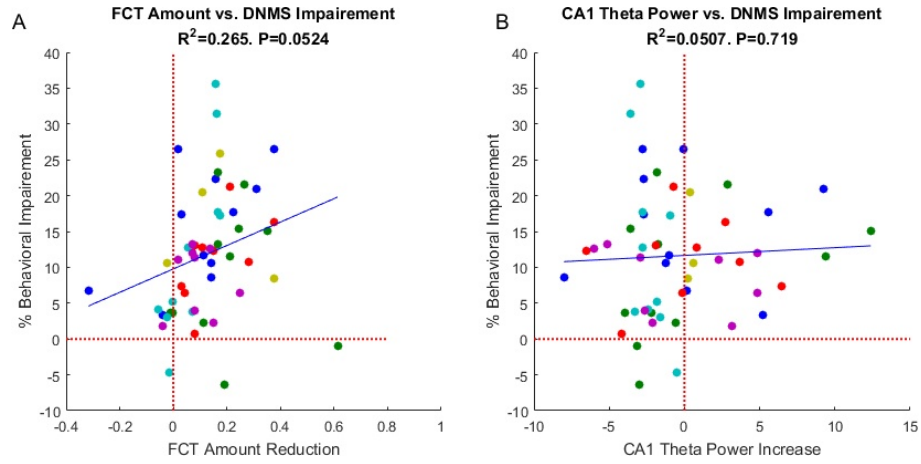 A
FCT Amount vs. DNMS Impairement
R²=0.265. P=0.0524
40
35
30
25
20
15
10
5
0
-5
-10
% Behavioral Impairement
-0.4 -0.2 0 0.2 0.4 0.6 0.8 1
FCT Amount Reduction
B
CA1 Theta Power vs. DNMS Impairement
R²=0.0507. P=0.719
40
35
30
25
20
15
10
5
0
-5
-10
% Behavioral Impairement
-10 -5 0 5 10 15
CA1 Theta Power Increase